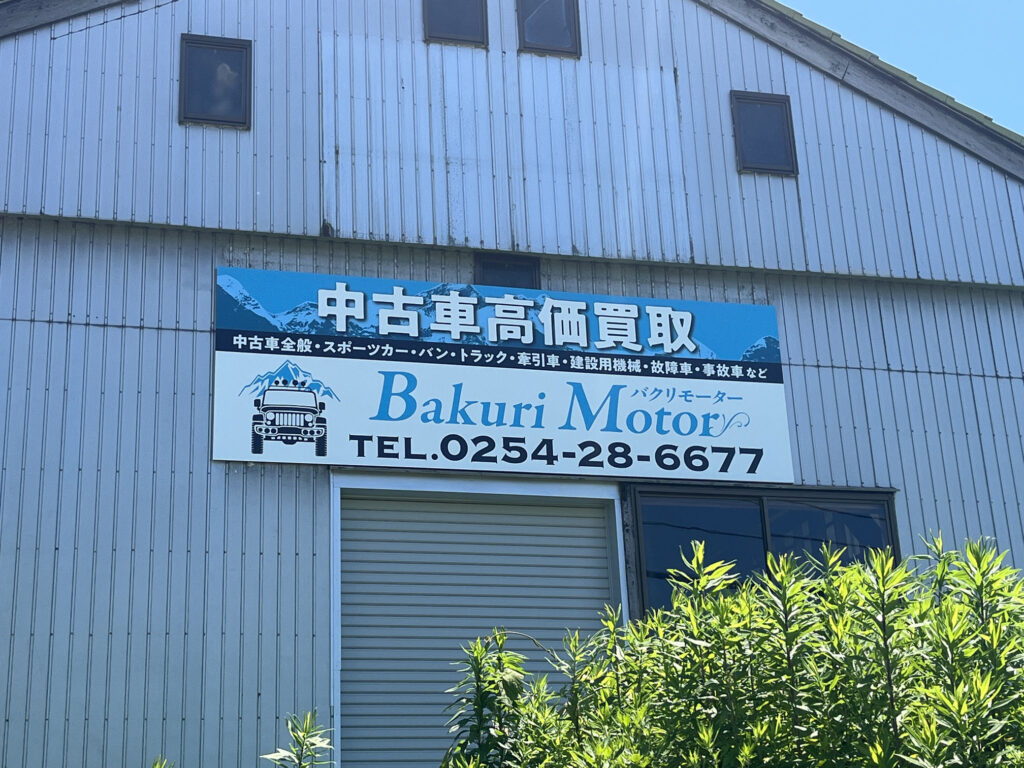 中古車高価買取
中古車全般・スポーツカー・バン・トラック・牽引車・建設用機械・故障車・事故車など
Bakuri Motor バクリモーター
TEL.0254-28-6677